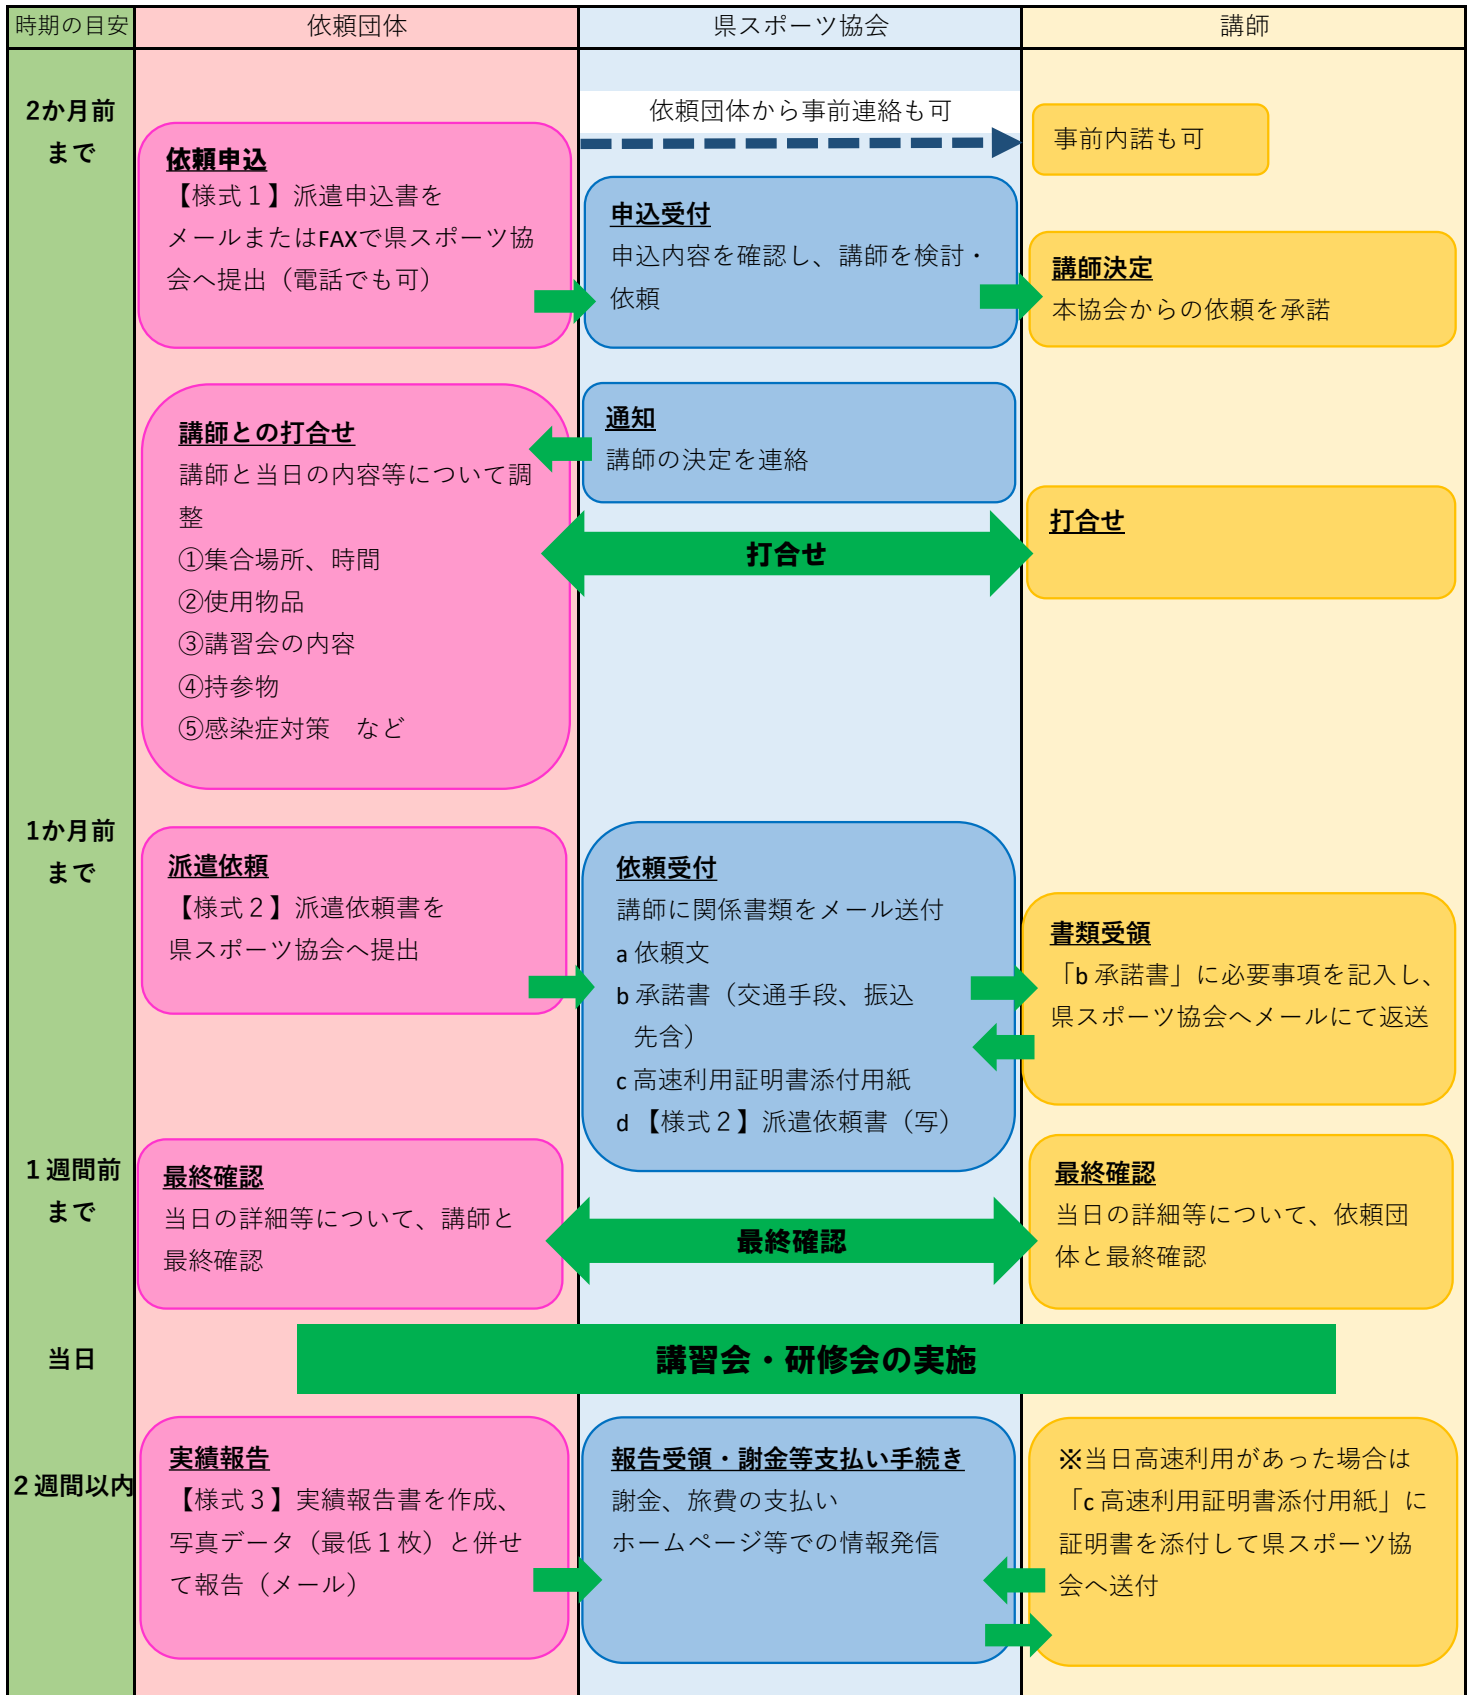 時期の目安
依頼団体
県スポーツ協会
講師
2か月前
まで
依頼団体から事前連絡も可
事前内諾も可
依頼申込
【様式１】派遣申込書を
メールまたはFAXで県スポーツ協
会へ提出（電話でも可）
申込受付
申込内容を確認し、講師を検討・
依頼
講師決定
本協会からの依頼を承諾
講師との打合せ
講師と当日の内容等について調
整
①集合場所、時間
②使用物品
③講習会の内容
④持参物
⑤感染症対策　など
通知
講師の決定を連絡
打合せ
打合せ
1か月前
まで
派遣依頼
【様式２】派遣依頼書を
県スポーツ協会へ提出
依頼受付
講師に関係書類をメール送付
a 依頼文
b 承諾書（交通手段、振込
先含）
c 高速利用証明書添付用紙
d 【様式２】派遣依頼書（写）
書類受領
「b 承諾書」に必要事項を記入し、
県スポーツ協会へメールにて返送
１週間前
まで
最終確認
当日の詳細等について、講師と
最終確認
最終確認
最終確認
当日の詳細等について、依頼団
体と最終確認
当日
講習会・研修会の実施
２週間以内
実績報告
【様式３】実績報告書を作成、
写真データ（最低１枚）と併せ
て報告（メール）
報告受領・謝金等支払い手続き
謝金、旅費の支払い
ホームページ等での情報発信
※当日高速利用があった場合は
「c 高速利用証明書添付用紙」に
証明書を添付して県スポーツ協
会へ送付